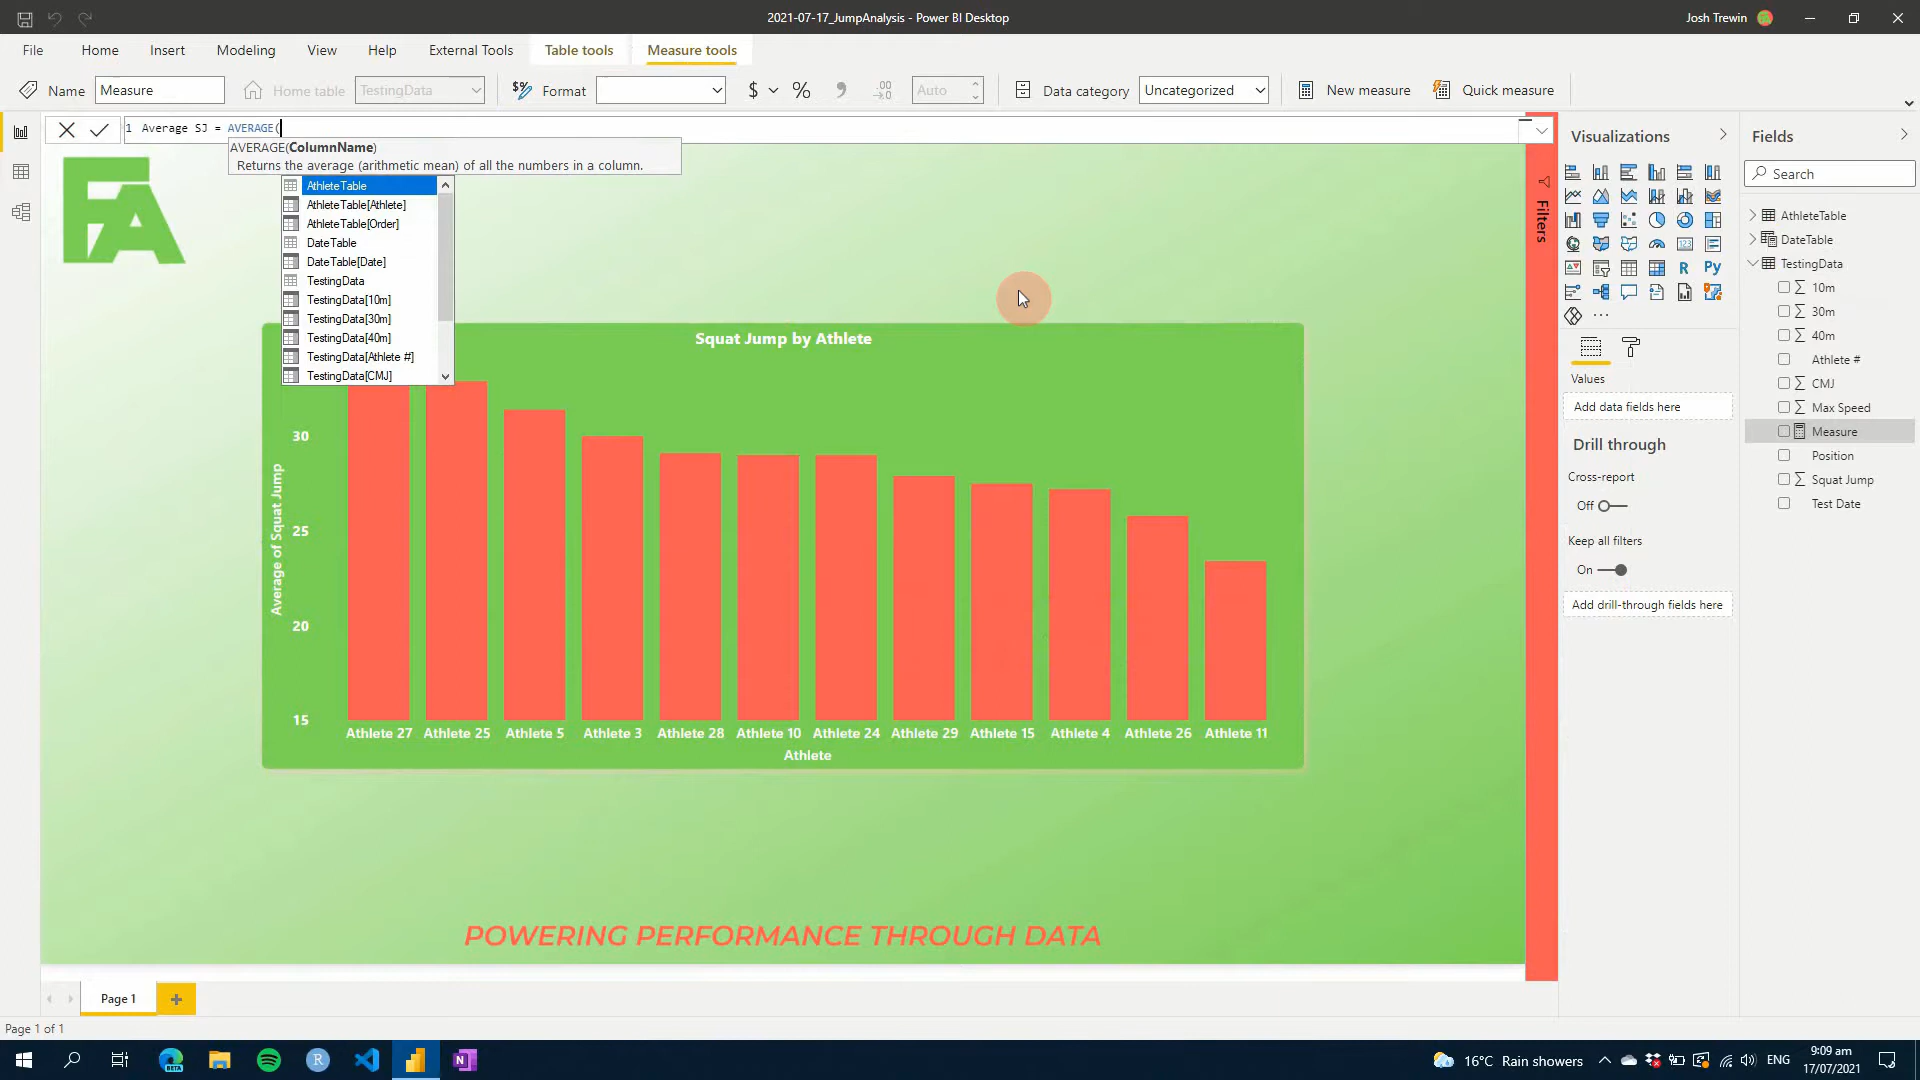 2021-07-17_JumpAnalysis - Power BI Desktop
Josh Trewin
File Home Insert Modeling View Help External Tools Table tools Measure tools
Name Measure Home table TestingData Format $ % Auto Data category Uncategorized New measure Quick measure
1 Average SJ = AVERAGE(
AVERAGE(ColumnName)
Returns the average (arithmetic mean) of all the numbers in a column.
AthleteTable
AthleteTable[Athlete]
AthleteTable[Order]
DateTable
DateTable[Date]
TestingData
TestingData[10m]
TestingData[30m]
TestingData[40m]
TestingData[Athlete #]
TestingData[CMJ]
FA
Squat Jump by Athlete
Average of Squat Jump
30
25
20
15
Athlete 27 Athlete 25 Athlete 5 Athlete 3 Athlete 28 Athlete 10 Athlete 24 Athlete 29 Athlete 15 Athlete 4 Athlete 26 Athlete 11
Athlete
POWERING PERFORMANCE THROUGH DATA
Filters
Visualizations
R Py
123
Values
Add data fields here
Drill through
Cross-report
Off
Keep all filters
On
Add drill-through fields here
Fields
Search
AthleteTable
DateTable
TestingData
10m
30m
40m
Athlete #
CMJ
Max Speed
Measure
Position
Squat Jump
Test Date
Page 1
Page 1 of 1
16°C Rain showers
ENG
9:09 am
17/07/2021
BETA
R
N